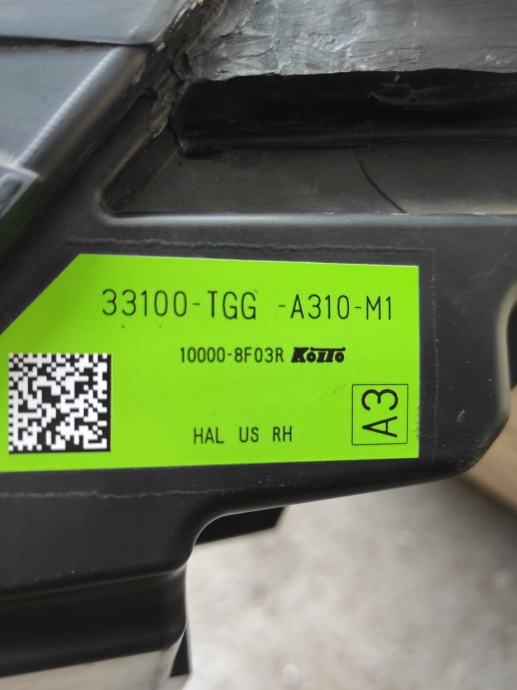 33100-TGG -A310-M1
10000-8F03R KOITO
HAL US RH
A3